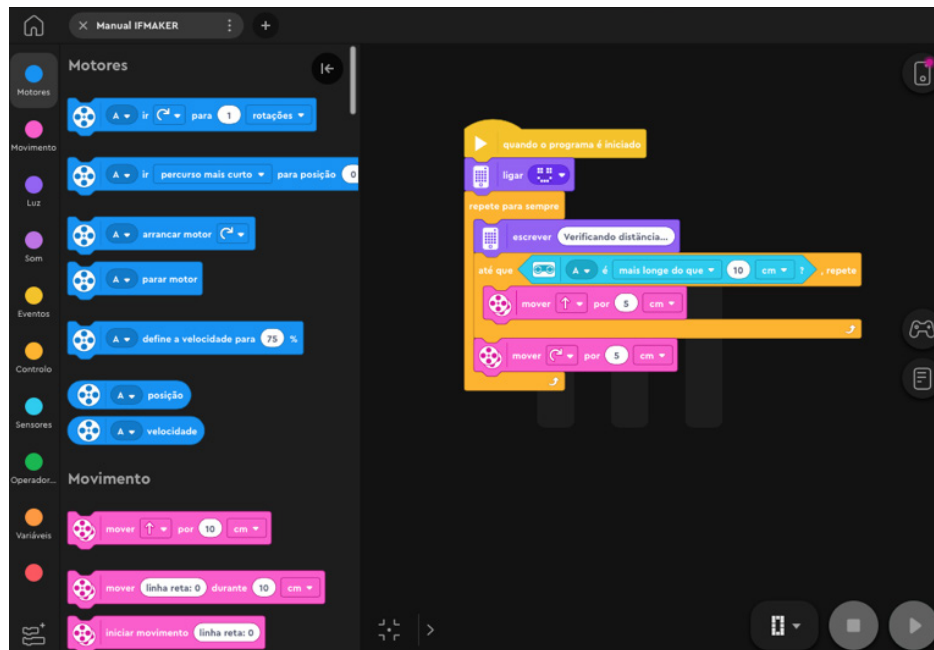 Manual IFMAKER
Motores
Movimento
Luz
Som
Eventos
Controlo
Sensores
Operador...
Variáveis
Motores
A ir para 1 rotações
A ir percurso mais curto para posição 0
A arrancar motor
A parar motor
A define a velocidade para 75 %
A posição
A velocidade
Movimento
mover por 10 cm
mover linha reta: 0 durante 10 cm
iniciar movimento linha reta: 0
quando o programa é iniciado
ligar
repete para sempre
escrever Verificando distância...
até que A é mais longe do que 10 cm ? , repete
mover por 5 cm
mover por 5 cm